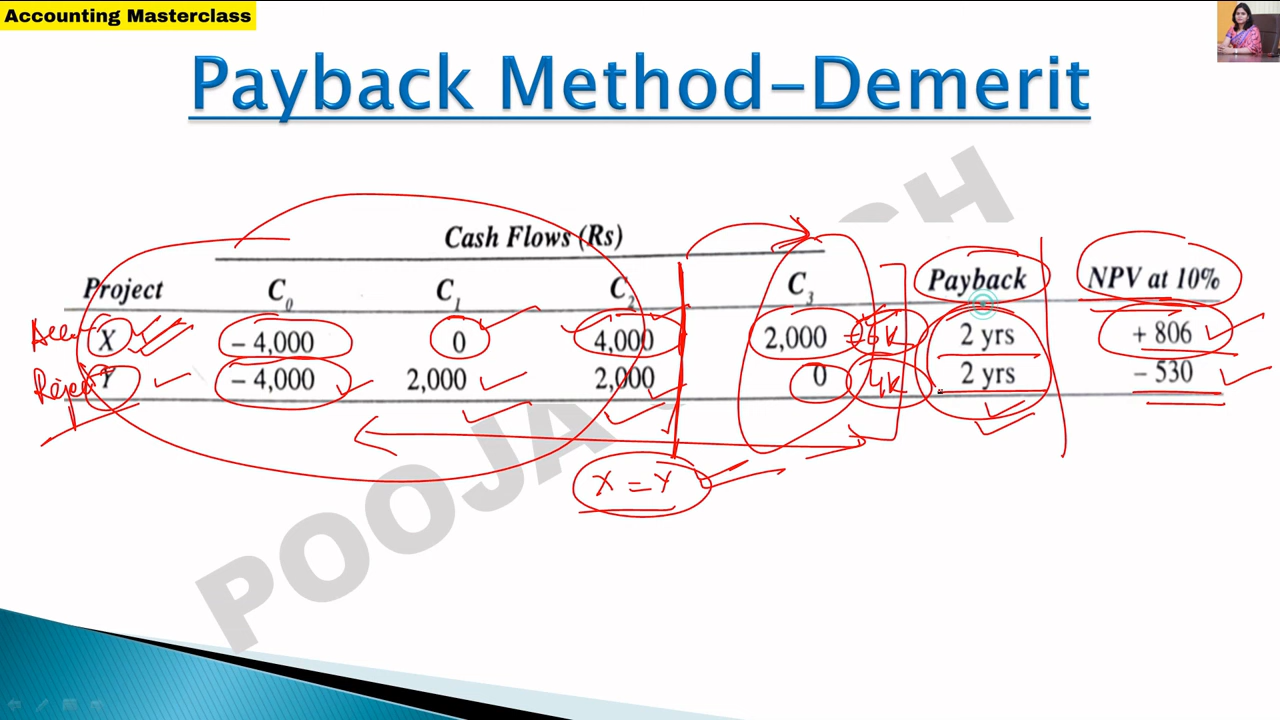 Accounting Masterclass
Payback Method-Demerit
Cash Flows (Rs)
Project C0 C1 C2 C3 Payback NPV at 10%
X – 4,000 0 4,000 2,000 = 6k 2 yrs + 806
Reject Y – 4,000 2,000 2,000 0 4k 2 yrs – 530
X = Y
POOJA